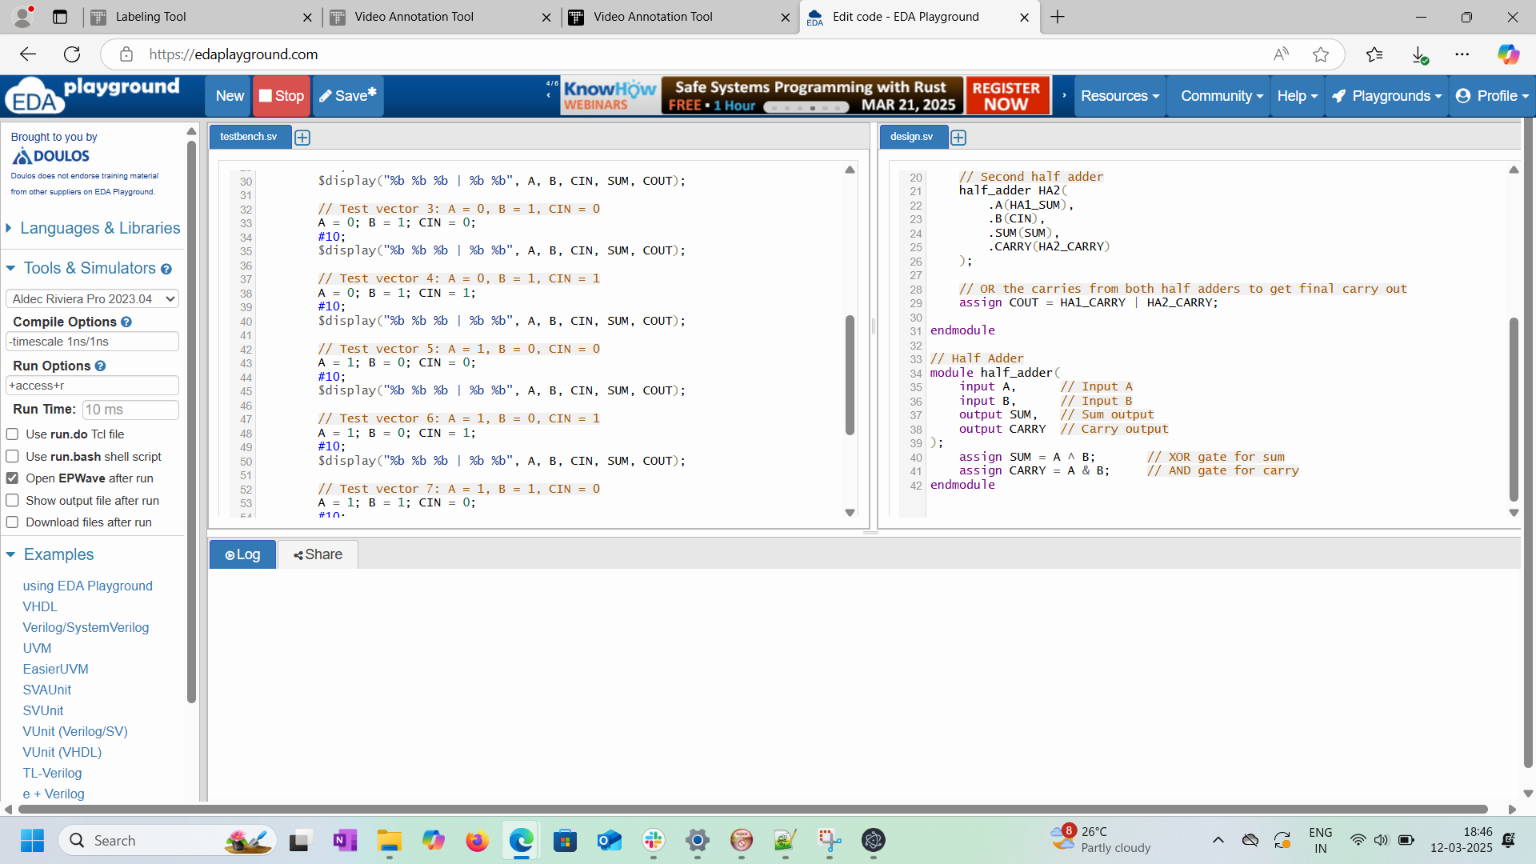 Labeling Tool
Video Annotation Tool
Video Annotation Tool
EDA
Edit code - EDA Playground
https://edaplayground.com
EDA playground
New
Stop
Save*
4/6
KnowHow
WEBINARS
Safe Systems Programming with Rust
FREE • 1 Hour
MAR 21, 2025
REGISTER
NOW
Resources
Community
Help
Playgrounds
Profile
Brought to you by
DOULOS
Doulos does not endorse training material
from other suppliers on EDA Playground.
Languages & Libraries
Tools & Simulators
Aldec Riviera Pro 2023.04
Compile Options
-timescale 1ns/1ns
Run Options
+access+r
Run Time: 10 ms
Use run.do Tcl file
Use run.bash shell script
Open EPWave after run
Show output file after run
Download files after run
Examples
using EDA Playground
VHDL
Verilog/SystemVerilog
UVM
EasierUVM
SVAUnit
SVUnit
VUnit (Verilog/SV)
VUnit (VHDL)
TL-Verilog
e + Verilog
testbench.sv
30 $display("%b %b %b | %b %b", A, B, CIN, SUM, COUT);
31
32 // Test vector 3: A = 0, B = 1, CIN = 0
33 A = 0; B = 1; CIN = 0;
34 #10;
35 $display("%b %b %b | %b %b", A, B, CIN, SUM, COUT);
36
37 // Test vector 4: A = 0, B = 1, CIN = 1
38 A = 0; B = 1; CIN = 1;
39 #10;
40 $display("%b %b %b | %b %b", A, B, CIN, SUM, COUT);
41
42 // Test vector 5: A = 1, B = 0, CIN = 0
43 A = 1; B = 0; CIN = 0;
44 #10;
45 $display("%b %b %b | %b %b", A, B, CIN, SUM, COUT);
46
47 // Test vector 6: A = 1, B = 0, CIN = 1
48 A = 1; B = 0; CIN = 1;
49 #10;
50 $display("%b %b %b | %b %b", A, B, CIN, SUM, COUT);
51
52 // Test vector 7: A = 1, B = 1, CIN = 0
53 A = 1; B = 1; CIN = 0;
54 #10;
design.sv
20 // Second half adder
21 half_adder HA2(
22 .A(HA1_SUM),
23 .B(CIN),
24 .SUM(SUM),
25 .CARRY(HA2_CARRY)
26 );
27
28 // OR the carries from both half adders to get final carry out
29 assign COUT = HA1_CARRY | HA2_CARRY;
30
31 endmodule
32
33 // Half Adder
34 module half_adder(
35 input A, // Input A
36 input B, // Input B
37 output SUM, // Sum output
38 output CARRY // Carry output
39 );
40 assign SUM = A ^ B; // XOR gate for sum
41 assign CARRY = A & B; // AND gate for carry
42 endmodule
Log
Share
Search
8
26°C
Partly cloudy
ENG
IN
18:46
12-03-2025